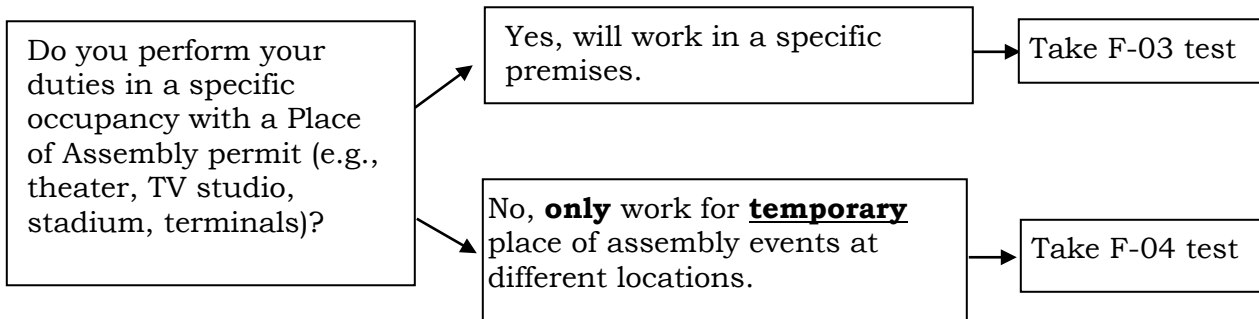 Do you perform your
duties in a specific
occupancy with a Place
of Assembly permit (e.g.,
theater, TV studio,
stadium, terminals)?
Yes, will work in a specific
premises.
Take F-03 test
No, only work for temporary
place of assembly events at
different locations.
Take F-04 test